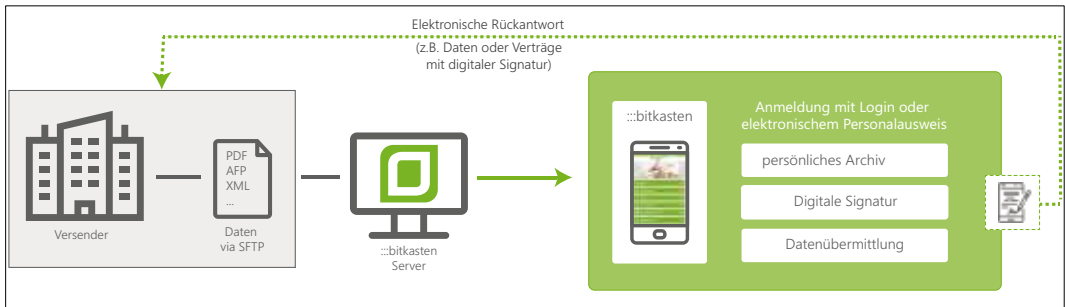 Elektronische Rückantwort
(z.B. Daten oder Verträge
mit digitaler Signatur)
Versender
PDF
AFP
XML
...
Daten
via SFTP
:::bitkasten
Server
:::bitkasten
Anmeldung mit Login oder
elektronischem Personalausweis
persönliches Archiv
Digitale Signatur
Datenübermittlung